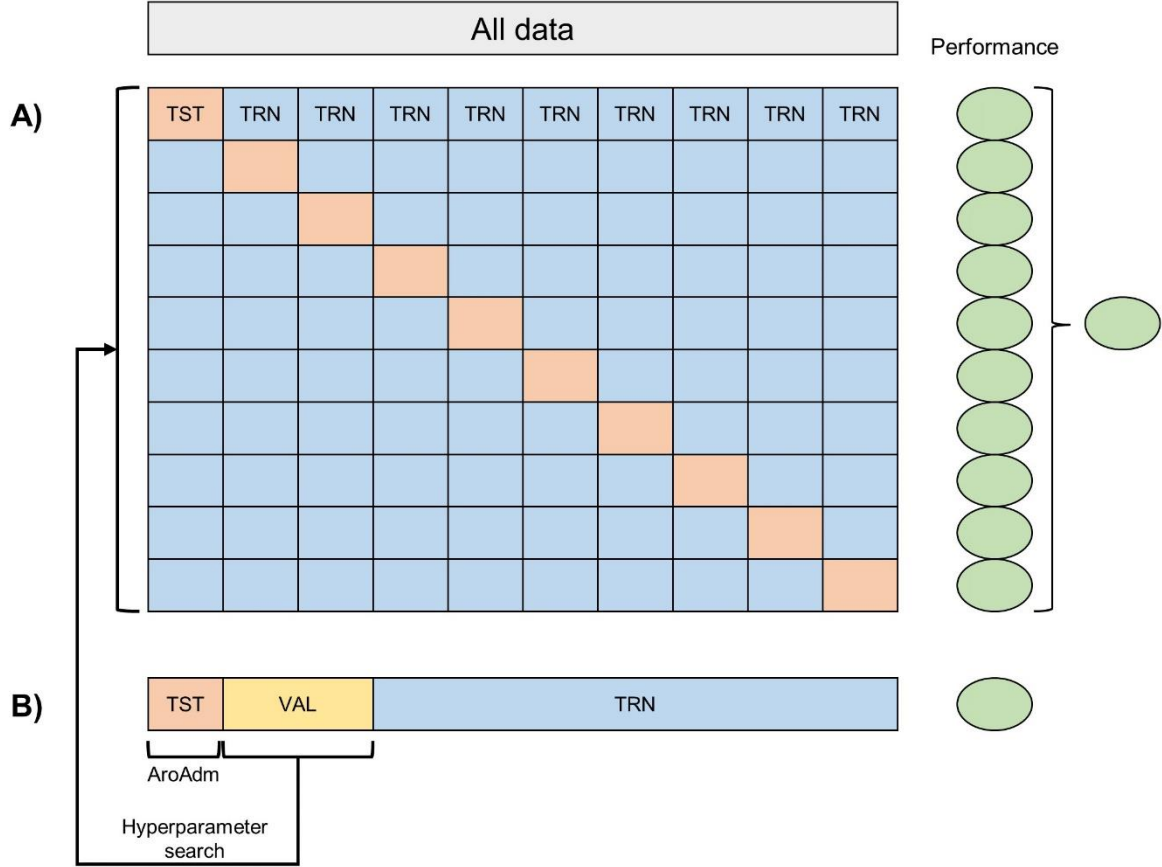 All data
Performance
A)
TST TRN TRN TRN TRN TRN TRN TRN TRN TRN
B)
TST VAL TRN
AroAdm
Hyperparameter
search